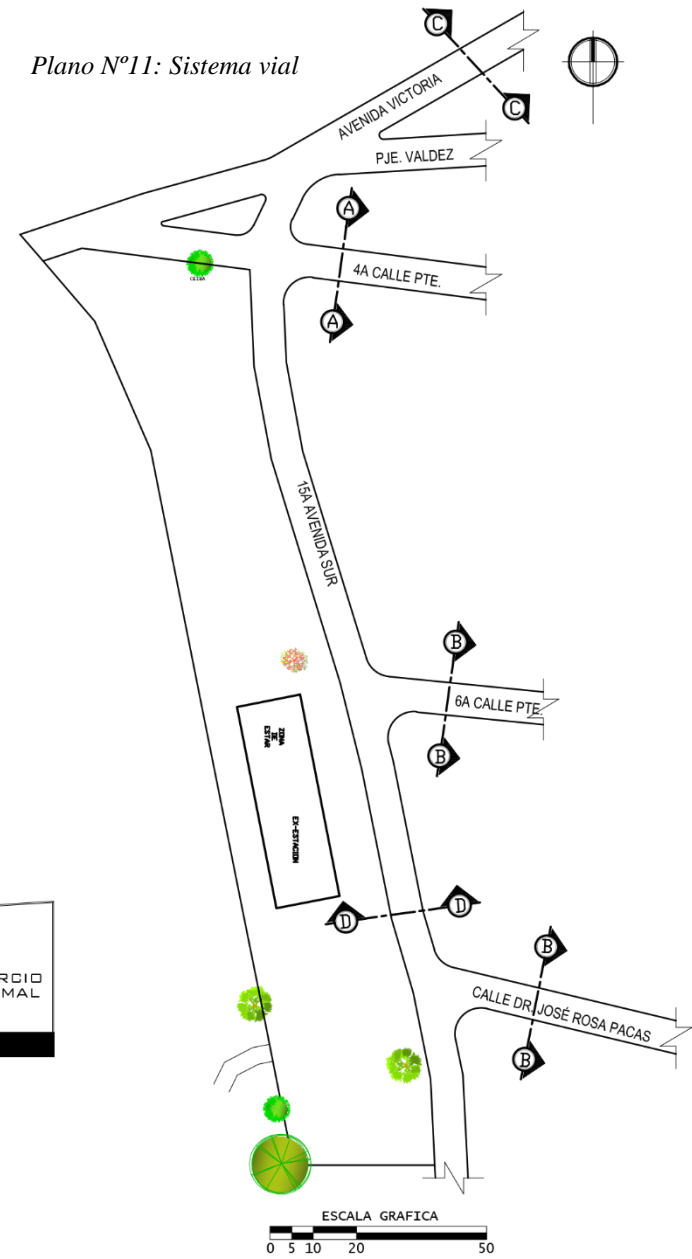 Plano Nº11: Sistema vial
C
AVENIDA VICTORIA
C
PJE. VALDEZ
A
4A CALLE PTE.
CEIBA
A
15A AVENIDA SUR
B
6A CALLE PTE.
B
ZONA
DE
ESTAR
EX-ESTACION
D
D
B
CALLE DR. JOSÉ ROSA PACAS
B
RCIO
MAL
ESCALA GRAFICA
0 5 10 20 50